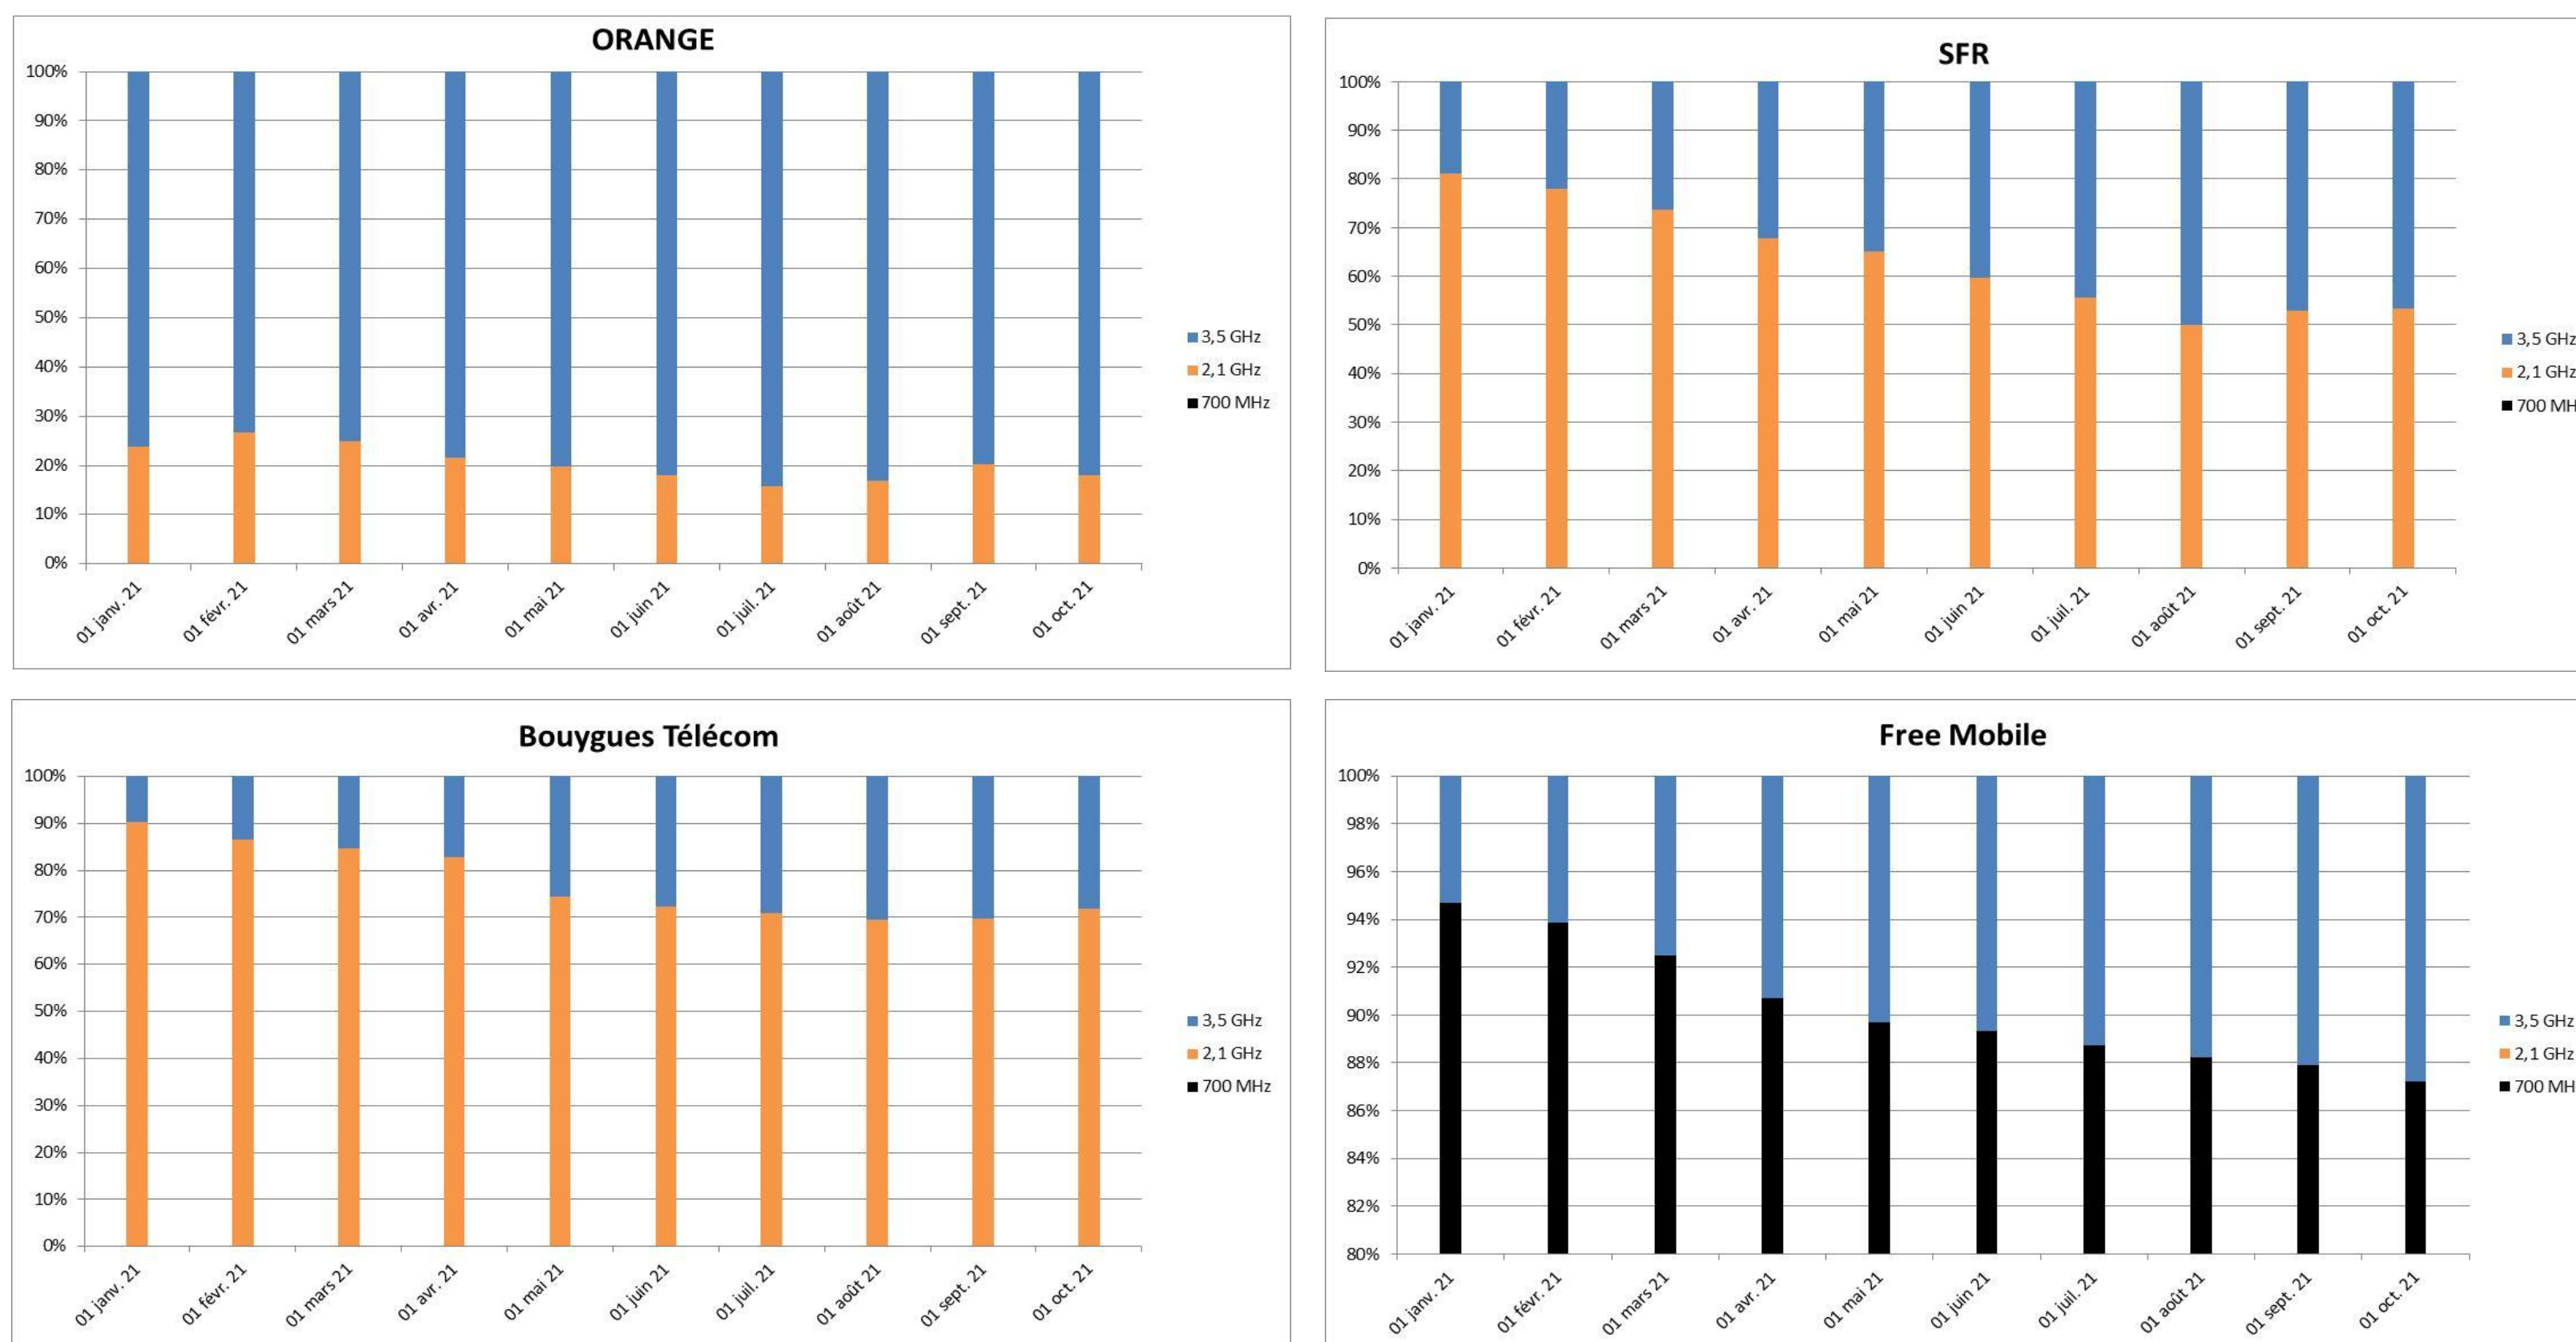 ORANGE
100%
90%
80%
70%
60%
50%
40%
30%
20%
10%
0%
01 janv. 21
01 févr. 21
01 mars 21
01 avr. 21
01 mai 21
01 juin 21
01 juil. 21
01 août 21
01 sept. 21
01 oct. 21
3,5 GHz
2,1 GHz
700 MHz
SFR
100%
90%
80%
70%
60%
50%
40%
30%
20%
10%
0%
01 janv. 21
01 févr. 21
01 mars 21
01 avr. 21
01 mai 21
01 juin 21
01 juil. 21
01 août 21
01 sept. 21
01 oct. 21
3,5 GHz
2,1 GHz
700 MH
Bouygues Télécom
100%
90%
80%
70%
60%
50%
40%
30%
20%
10%
0%
01 janv. 21
01 févr. 21
01 mars 21
01 avr. 21
01 mai 21
01 juin 21
01 juil. 21
01 août 21
01 sept. 21
01 oct. 21
3,5 GHz
2,1 GHz
700 MHz
Free Mobile
100%
98%
96%
94%
92%
90%
88%
86%
84%
82%
80%
01 janv. 21
01 févr. 21
01 mars 21
01 avr. 21
01 mai 21
01 juin 21
01 juil. 21
01 août 21
01 sept. 21
01 oct. 21
3,5 GHz
2,1 GHz
700 MH